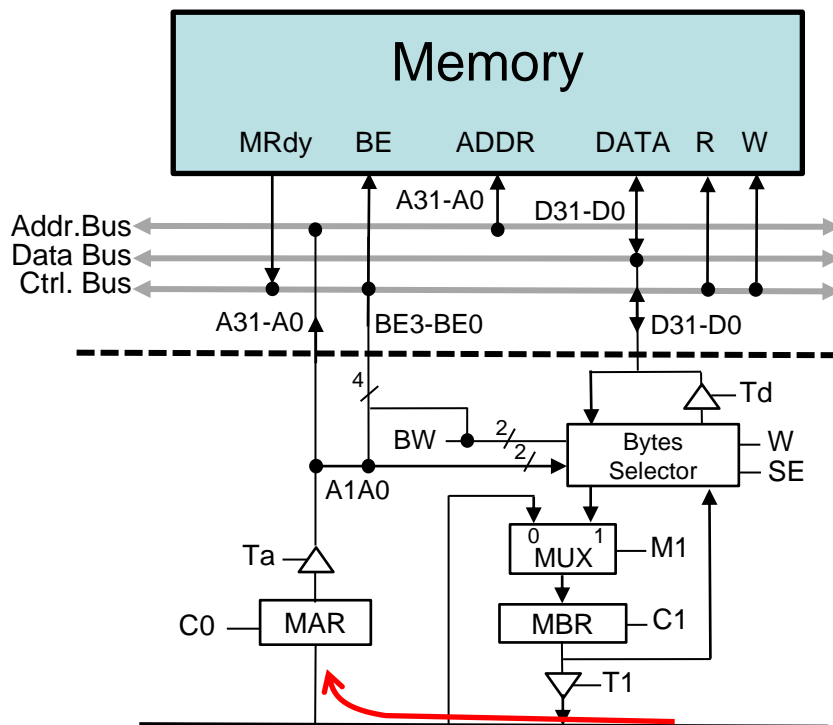 Memory
MRdy BE ADDR DATA R W
A31-A0 D31-D0
Addr.Bus
Data Bus
Ctrl. Bus
A31-A0 BE3-BE0 D31-D0
4
Td
BW 2 Bytes W
2 Selector SE
A1A0
0 1
Ta MUX M1
C0 MAR MBR C1
T1